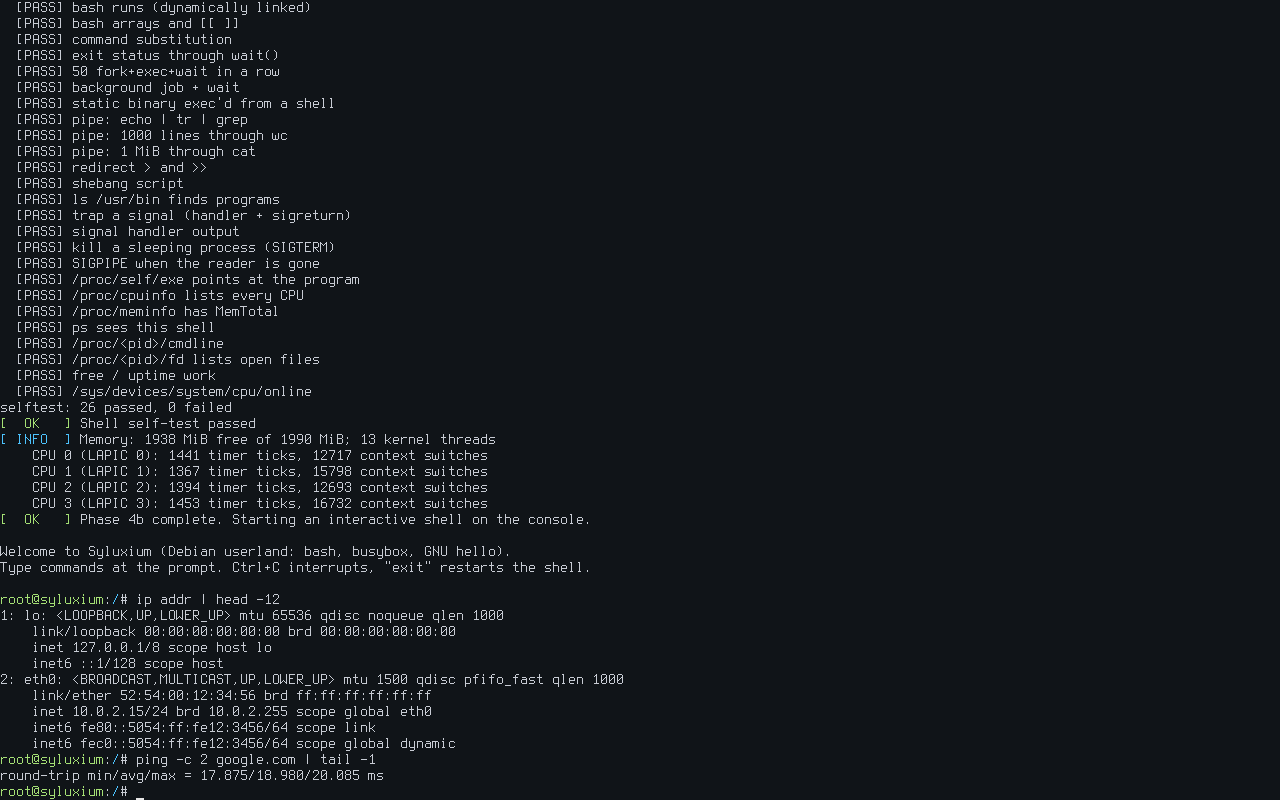 [PASS] bash runs (dynamically linked)
[PASS] bash arrays and [[ ]]
[PASS] command substitution
[PASS] exit status through wait()
[PASS] 50 fork+exec+wait in a row
[PASS] background job + wait
[PASS] static binary exec'd from a shell
[PASS] pipe: echo | tr | grep
[PASS] pipe: 1000 lines through wc
[PASS] pipe: 1 MiB through cat
[PASS] redirect > and >>
[PASS] shebang script
[PASS] ls /usr/bin finds programs
[PASS] trap a signal (handler + sigreturn)
[PASS] signal handler output
[PASS] kill a sleeping process (SIGTERM)
[PASS] SIGPIPE when the reader is gone
[PASS] /proc/self/exe points at the program
[PASS] /proc/cpuinfo lists every CPU
[PASS] /proc/meminfo has MemTotal
[PASS] ps sees this shell
[PASS] /proc/<pid>/cmdline
[PASS] /proc/<pid>/fd lists open files
[PASS] free / uptime work
[PASS] /sys/devices/system/cpu/online
selftest: 26 passed, 0 failed
[  OK   ] Shell self-test passed
[ INFO  ] Memory: 1938 MiB free of 1990 MiB; 13 kernel threads
    CPU 0 (LAPIC 0): 1441 timer ticks, 12717 context switches
    CPU 1 (LAPIC 1): 1367 timer ticks, 15798 context switches
    CPU 2 (LAPIC 2): 1394 timer ticks, 12693 context switches
    CPU 3 (LAPIC 3): 1453 timer ticks, 16732 context switches
[  OK   ] Phase 4b complete. Starting an interactive shell on the console.
Welcome to Syluxium (Debian userland: bash, busybox, GNU hello).
Type commands at the prompt. Ctrl+C interrupts, "exit" restarts the shell.
root@syluxium:/# ip addr | head -12
1: lo: <LOOPBACK,UP,LOWER_UP> mtu 65536 qdisc noqueue qlen 1000
    link/loopback 00:00:00:00:00:00 brd 00:00:00:00:00:00
    inet 127.0.0.1/8 scope host lo
    inet6 ::1/128 scope host
2: eth0: <BROADCAST,MULTICAST,UP,LOWER_UP> mtu 1500 qdisc pfifo_fast qlen 1000
    link/ether 52:54:00:12:34:56 brd ff:ff:ff:ff:ff:ff
    inet 10.0.2.15/24 brd 10.0.2.255 scope global eth0
    inet6 fe80::5054:ff:fe12:3456/64 scope link
    inet6 fec0::5054:ff:fe12:3456/64 scope global dynamic
root@syluxium:/# ping -c 2 google.com | tail -1
round-trip min/avg/max = 17.875/18.980/20.085 ms
root@syluxium:/#